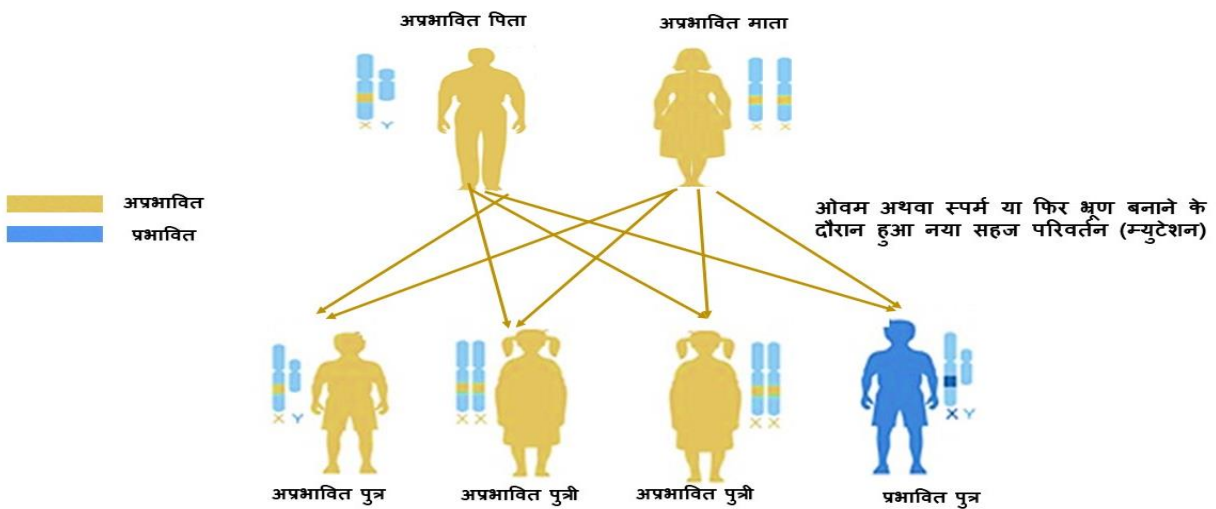 अप्रभावित पिता
अप्रभावित माता
X Y
X X
अप्रभावित
प्रभावित
ओवम अथवा स्पर्म या फिर भ्रूण बनाने के
दौरान हुआ नया सहज परिवर्तन (म्युटेशन)
X Y
X X
X X
X Y
अप्रभावित पुत्र
अप्रभावित पुत्री
अप्रभावित पुत्री
प्रभावित पुत्र